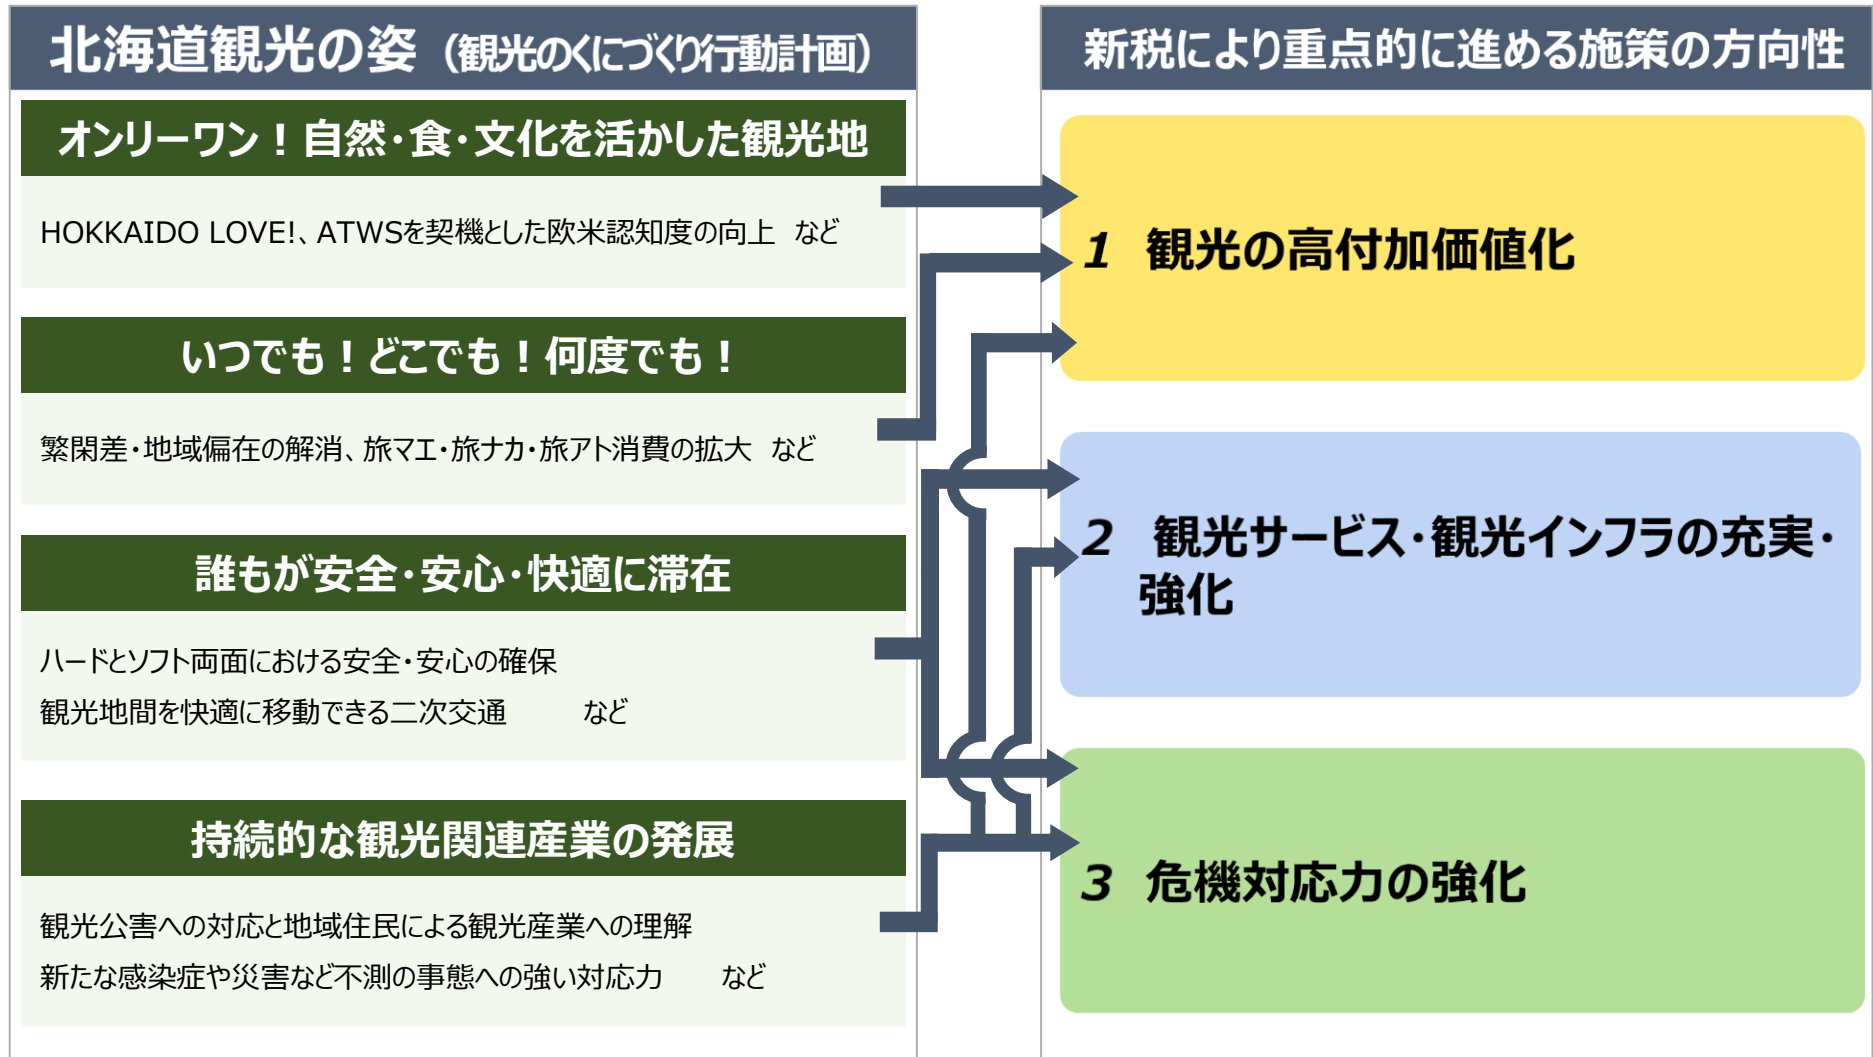 北海道観光の姿（観光のくにづくり行動計画）
オンリーワン！自然・食・文化を活かした観光地
HOKKAIDO LOVE!、ATWSを契機とした欧米認知度の向上 など
いつでも！どこでも！何度でも！
繁閑差・地域偏在の解消、旅マエ・旅ナカ・旅アト消費の拡大 など
誰もが安全・安心・快適に滞在
ハードとソフト両面における安全・安心の確保
観光地間を快適に移動できる二次交通 など
持続的な観光関連産業の発展
観光公害への対応と地域住民による観光産業への理解
新たな感染症や災害など不測の事態への強い対応力 など
新税により重点的に進める施策の方向性
1 観光の高付加価値化
2 観光サービス・観光インフラの充実・
強化
3 危機対応力の強化